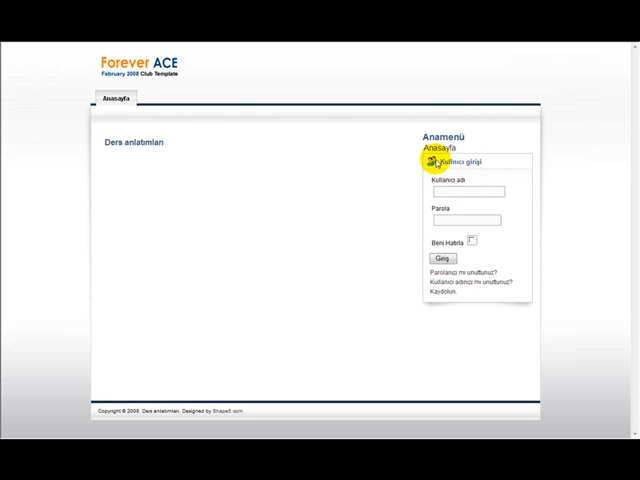 Forever ACE
February 2008 Club Template
Anasayfa
Ders anlatımları
Anamenü
Anasayfa
Kullnıcı girişi
Kullanıcı adı
Parola
Beni Hatırla
Giriş
Parolanızı mı unuttunuz?
Kullanıcı adınızı mı unuttunuz?
Kaydolun.
Copyright © 2008. Ders anlatımları. Designed by Shape5.com